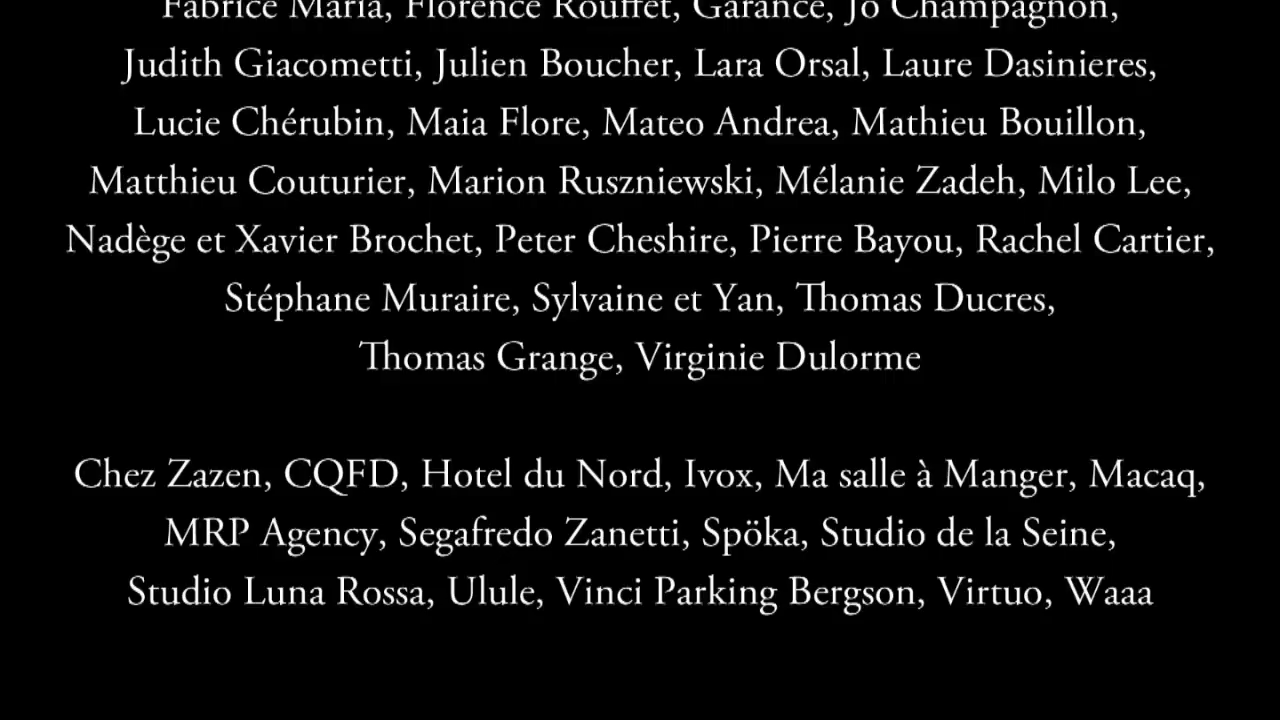 Fabrice Maria, Florence Rouffet, Garance, Jo Champagnon,
Judith Giacometti, Julien Boucher, Lara Orsal, Laure Dasinieres,
Lucie Chérubin, Maia Flore, Mateo Andrea, Mathieu Bouillon,
Matthieu Couturier, Marion Ruszniewski, Mélanie Zadeh, Milo Lee,
Nadège et Xavier Brochet, Peter Cheshire, Pierre Bayou, Rachel Cartier,
Stéphane Muraire, Sylvaine et Yan, Thomas Ducres,
Thomas Grange, Virginie Dulorme
Chez Zazen, CQFD, Hotel du Nord, Ivox, Ma salle à Manger, Macaq,
MRP Agency, Segafredo Zanetti, Spöka, Studio de la Seine,
Studio Luna Rossa, Ulule, Vinci Parking Bergson, Virtuo, Waaa